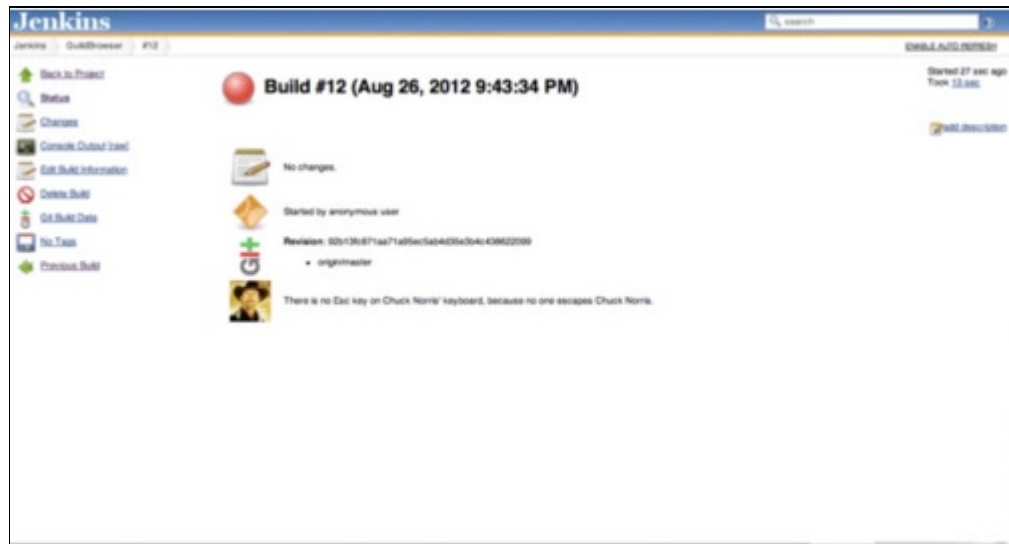 Jenkins
search
Jenkins GuildBrowser #12
ENABLE AUTO REFRESH
Back to Project
Status
Changes
Console Output [raw]
Edit Build Information
Delete Build
Git Build Data
No Tags
Previous Build
Build #12 (Aug 26, 2012 9:43:34 PM)
Started 27 sec ago
Took 13 sec
add description
No changes.
Started by anonymous user
git
Revision:
origin/master
There is no Esc key on Chuck Norris' keyboard, because no one escapes Chuck Norris.